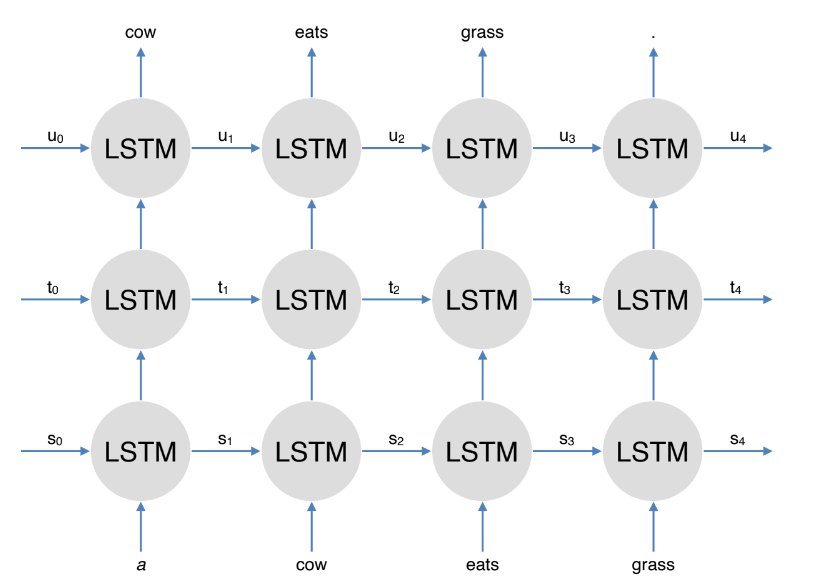 cow eats grass .
u₀ LSTM u₁ LSTM u₂ LSTM u₃ LSTM u₄
t₀ LSTM t₁ LSTM t₂ LSTM t₃ LSTM t₄
s₀ LSTM s₁ LSTM s₂ LSTM s₃ LSTM s₄
a cow eats grass